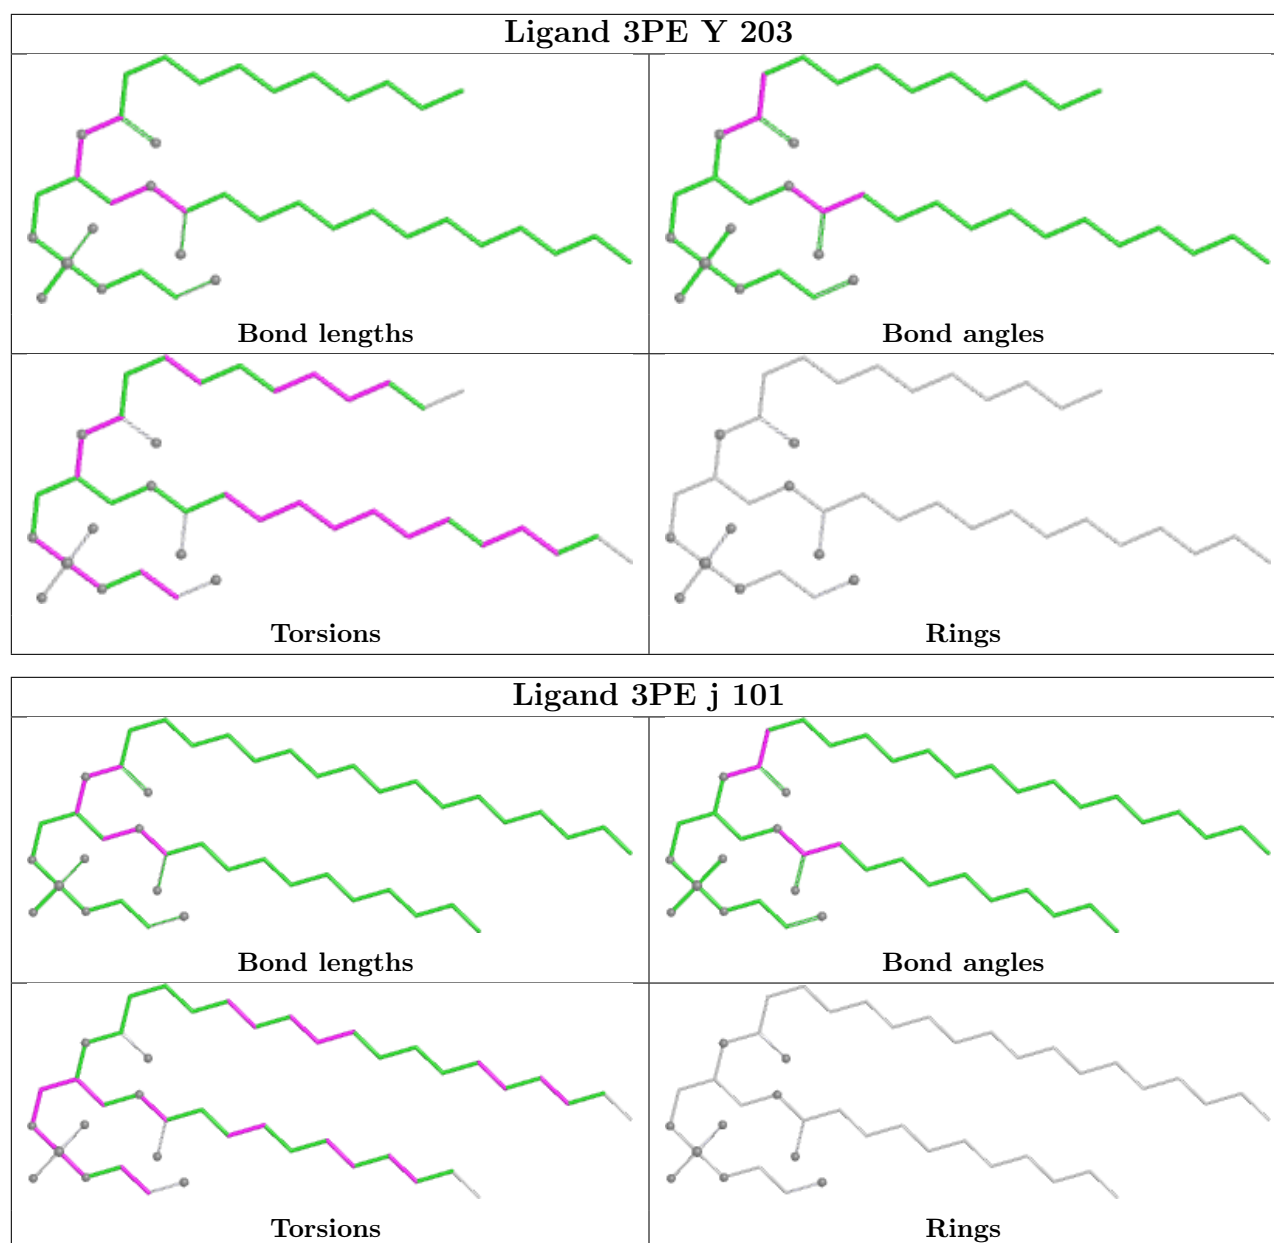 Ligand 3PE Y 203
Bond lengths
Bond angles
Torsions
Rings
Ligand 3PE j 101
Bond lengths
Bond angles
Torsions
Rings